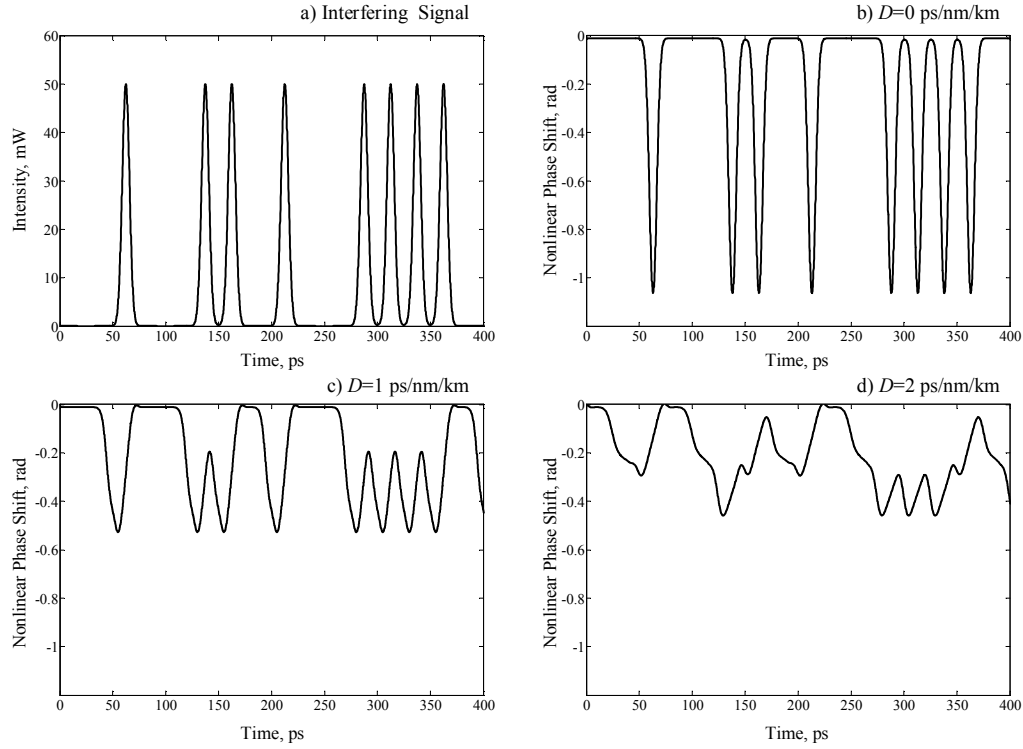 a) Interfering Signal
60
50
40
30
20
10
0
Intensity, mW
0 50 100 150 200 250 300 350 400
Time, ps
b) D=0 ps/nm/km
0
-0.2
-0.4
-0.6
-0.8
-1
Nonlinear Phase Shift, rad
0 50 100 150 200 250 300 350 400
Time, ps
c) D=1 ps/nm/km
0
-0.2
-0.4
-0.6
-0.8
-1
Nonlinear Phase Shift, rad
0 50 100 150 200 250 300 350 400
Time, ps
d) D=2 ps/nm/km
0
-0.2
-0.4
-0.6
-0.8
-1
Nonlinear Phase Shift, rad
0 50 100 150 200 250 300 350 400
Time, ps